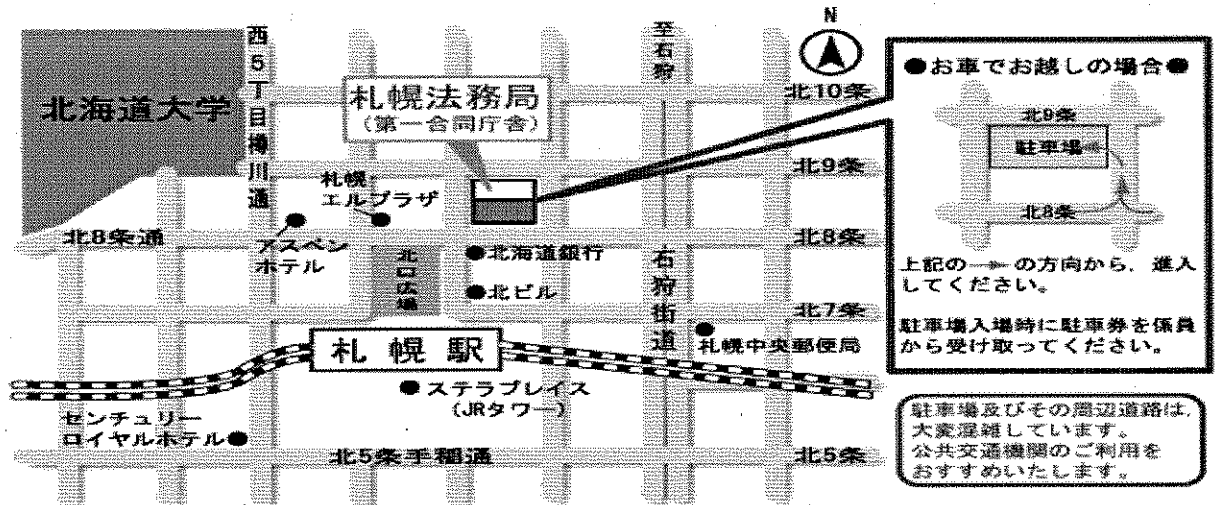 北海道大学
西5丁目樽川通
札幌法務局
（第一合同庁舎）
至石狩
N
北10条
北9条
北8条
北7条
北5条
札幌
エルプラザ
アスペン
ホテル
北8条通
北口広場
●北海道銀行
●北ビル
石狩街道
札幌中央郵便局
札幌駅
●ステラプレイス
（JRタワー）
センチュリー
ロイヤルホテル●
北5条手稲通
●お車でお越しの場合●
北9条
駐車場
北8条
上記の の方向から、進入
してください。
駐車場入場時に駐車券を係員
から受け取ってください。
駐車場及びその周辺道路は、
大変混雑しています。
公共交通機関のご利用を
おすすめいたします。